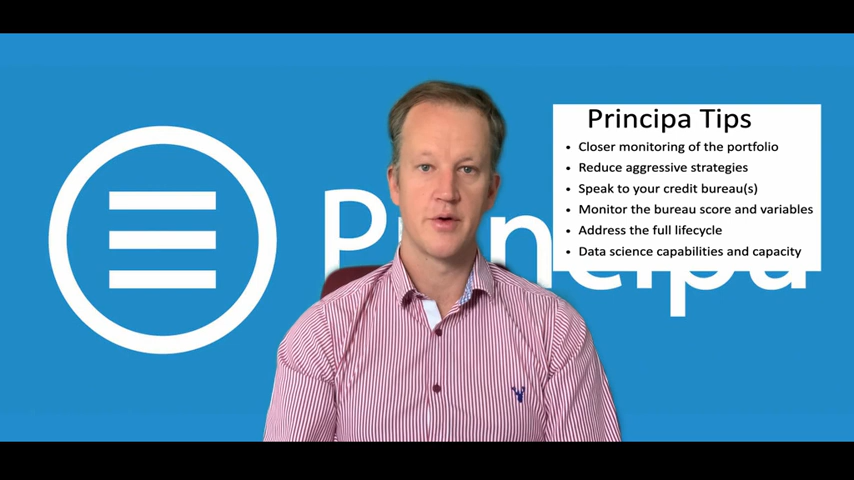 Principa
Principa Tips
• Closer monitoring of the portfolio
• Reduce aggressive strategies
• Speak to your credit bureau(s)
• Monitor the bureau score and variables
• Address the full lifecycle
• Data science capabilities and capacity